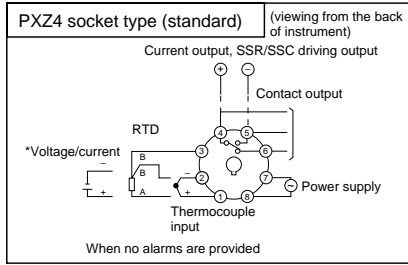 PXZ4 socket type (standard)
(viewing from the back
of instrument)
Current output, SSR/SSC driving output
+ −
Contact output
4 5
RTD
*Voltage/current
B 3 6
− B − 2 7
Power supply
+ A + 1 8
Thermocouple
input
When no alarms are provided